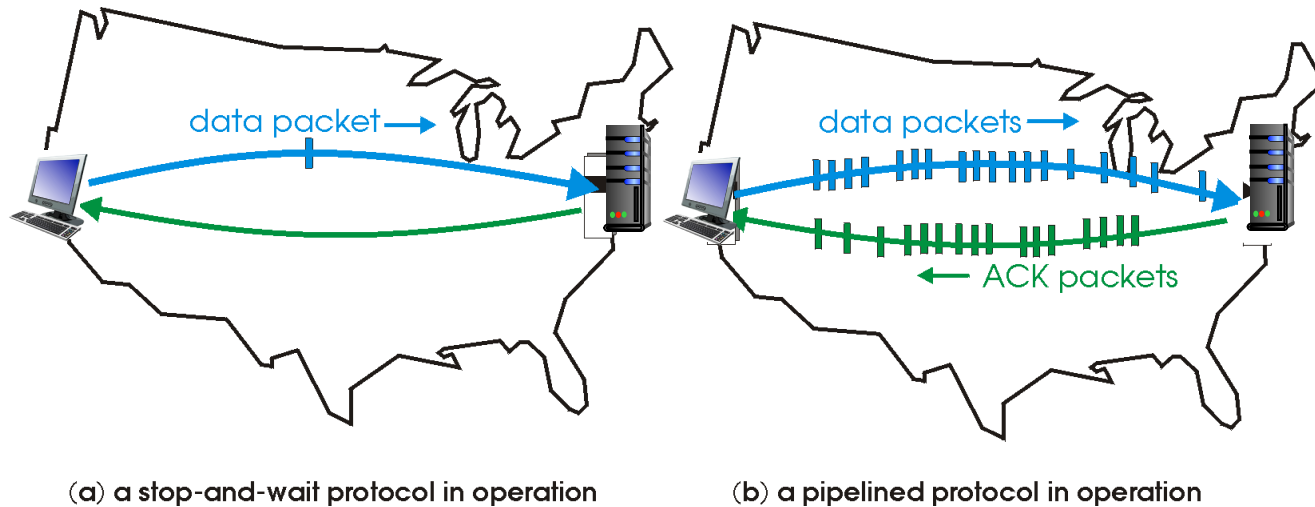 data packet
data packets
ACK packets
(a) a stop-and-wait protocol in operation
(b) a pipelined protocol in operation